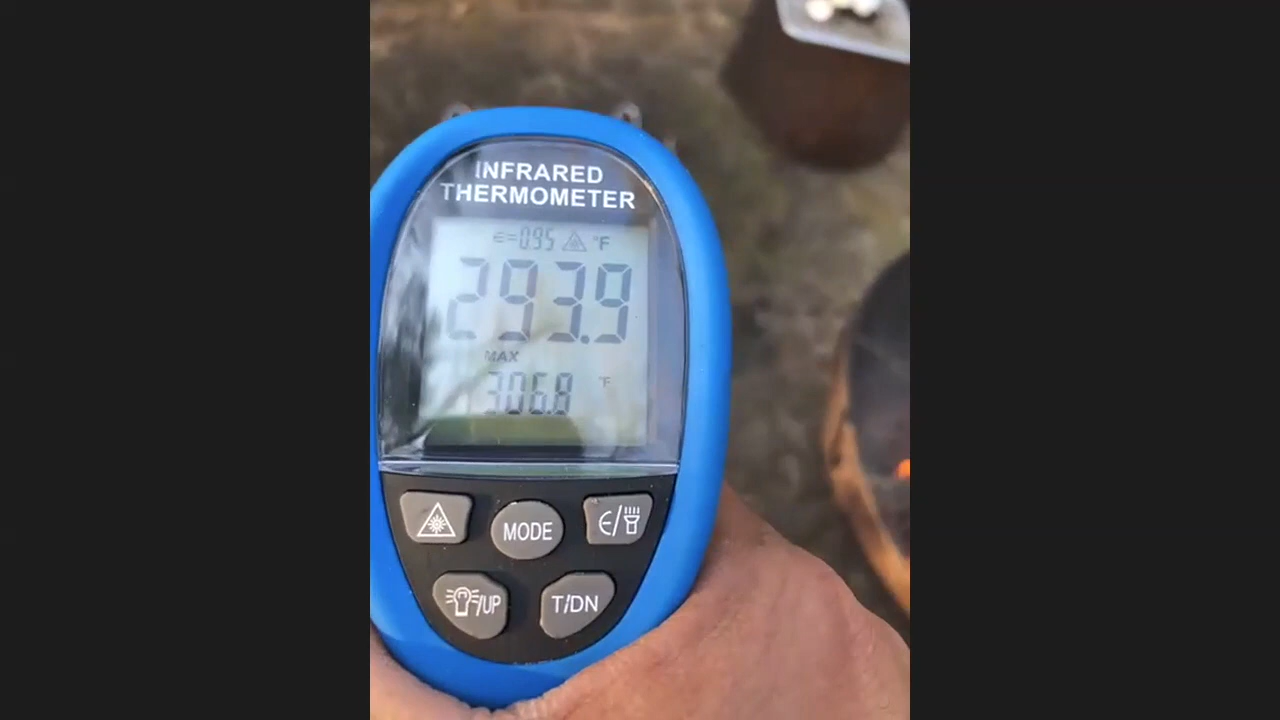 INFRARED
THERMOMETER
ε=0.95 °F
293.9
MAX
306.8 °F
MODE
ε/
/UP
T/DN